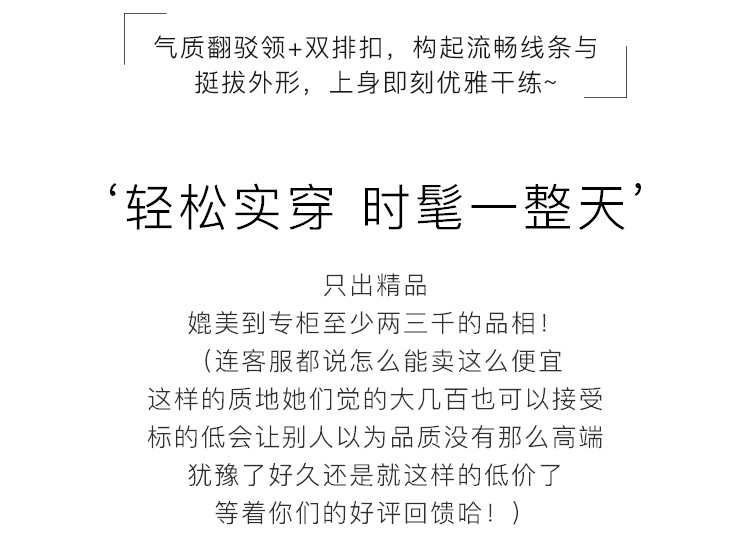 气质翻驳领+双排扣，构起流畅线条与
挺拔外形，上身即刻优雅干练~
‘轻松实穿 时髦一整天’
只出精品
媲美到专柜至少两三千的品相！
（连客服都说怎么能卖这么便宜
这样的质地她们觉的大几百也可以接受
标的低会让别人以为品质没有那么高端
犹豫了好久还是就这样的低价了
等着你们的好评回馈哈！）